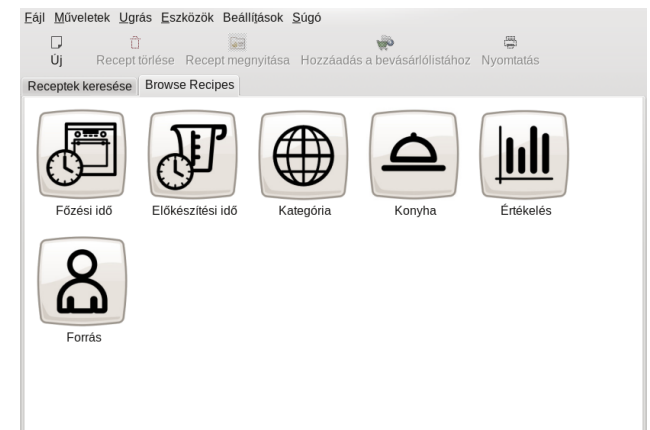 Fájl Műveletek Ugrás Eszközök Beállítások Súgó
Új Recept törlése Recept megnyitása Hozzáadás a bevásárlólistához Nyomtatás
Receptek keresése Browse Recipes
Főzési idő Előkészítési idő Kategória Konyha Értékelés
Forrás